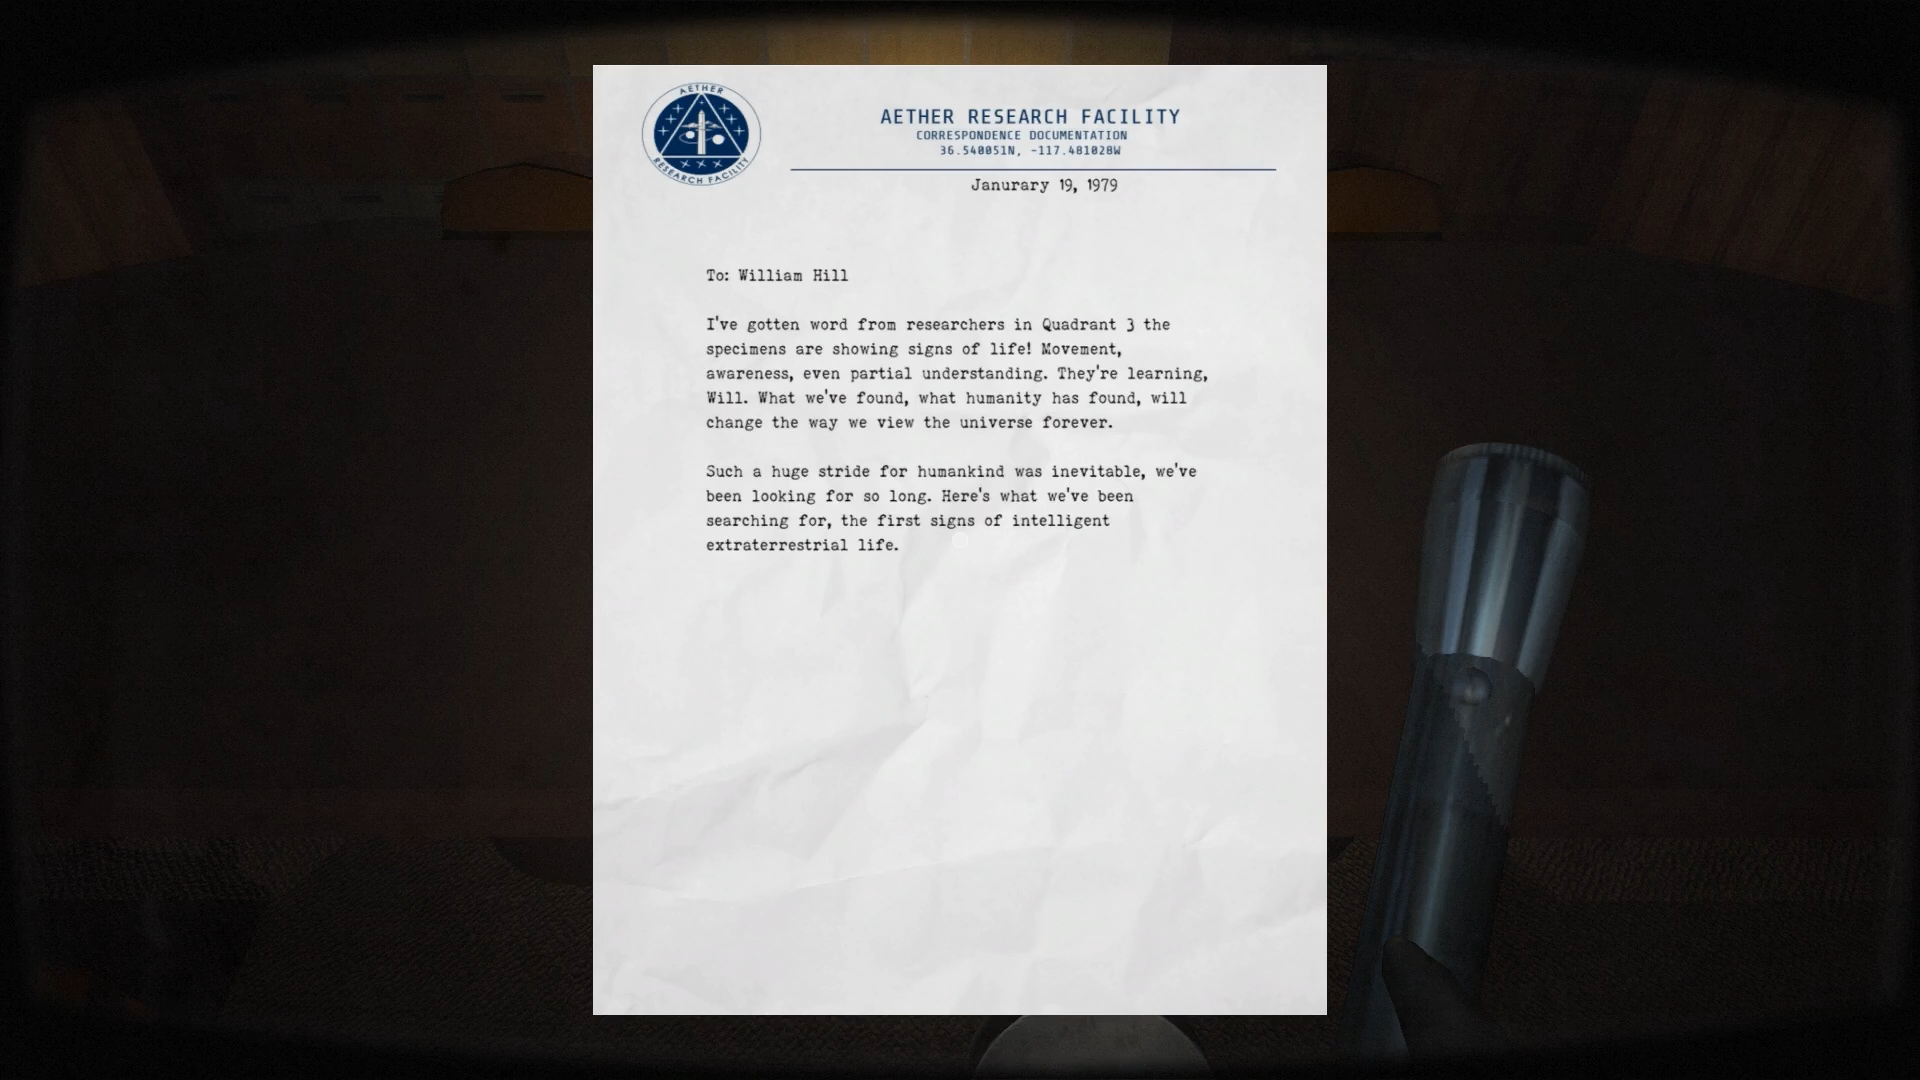 AETHER
RESEARCH FACILITY
AETHER RESEARCH FACILITY
CORRESPONDENCE DOCUMENTATION
36.540051N, -117.481028W
Janurary 19, 1979
To: William Hill
I've gotten word from researchers in Quadrant 3 the
specimens are showing signs of life! Movement,
awareness, even partial understanding. They're learning,
Will. What we've found, what humanity has found, will
change the way we view the universe forever.
Such a huge stride for humankind was inevitable, we've
been looking for so long. Here's what we've been
searching for, the first signs of intelligent
extraterrestrial life.